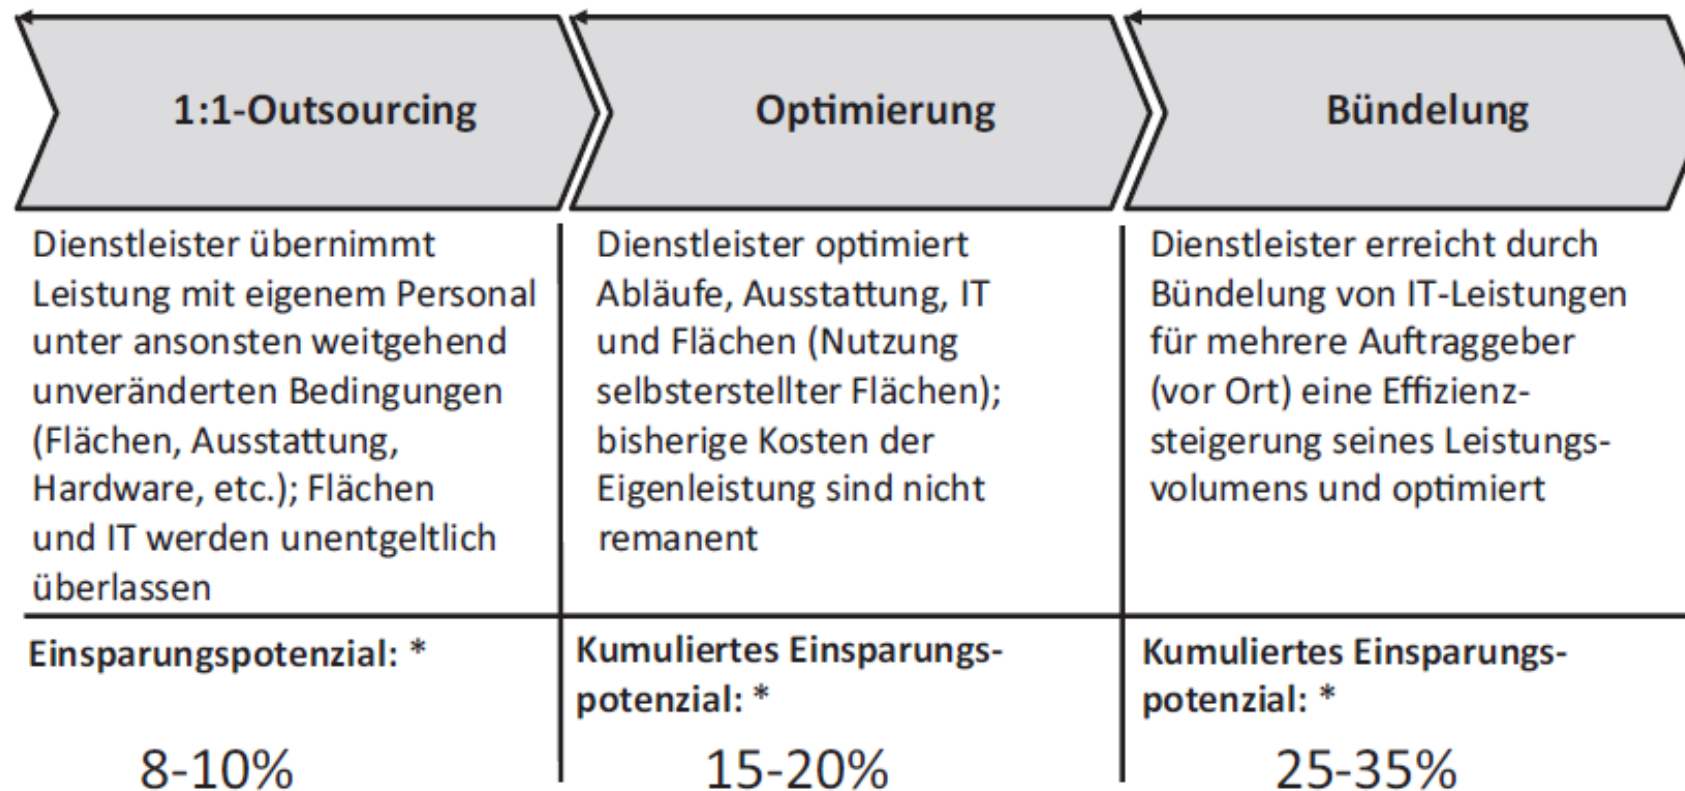 1:1-Outsourcing
Optimierung
Bündelung
Dienstleister übernimmt
Leistung mit eigenem Personal
unter ansonsten weitgehend
unveränderten Bedingungen
(Flächen, Ausstattung,
Hardware, etc.); Flächen
und IT werden unentgeltlich
überlassen
Dienstleister optimiert
Abläufe, Ausstattung, IT
und Flächen (Nutzung
selbsterstellter Flächen);
bisherige Kosten der
Eigenleistung sind nicht
remanent
Dienstleister erreicht durch
Bündelung von IT-Leistungen
für mehrere Auftraggeber
(vor Ort) eine Effizienz-
steigerung seines Leistungs-
volumens und optimiert
Einsparungspotenzial: *
8-10%
Kumuliertes Einsparungs-
potenzial: *
15-20%
Kumuliertes Einsparungs-
potenzial: *
25-35%